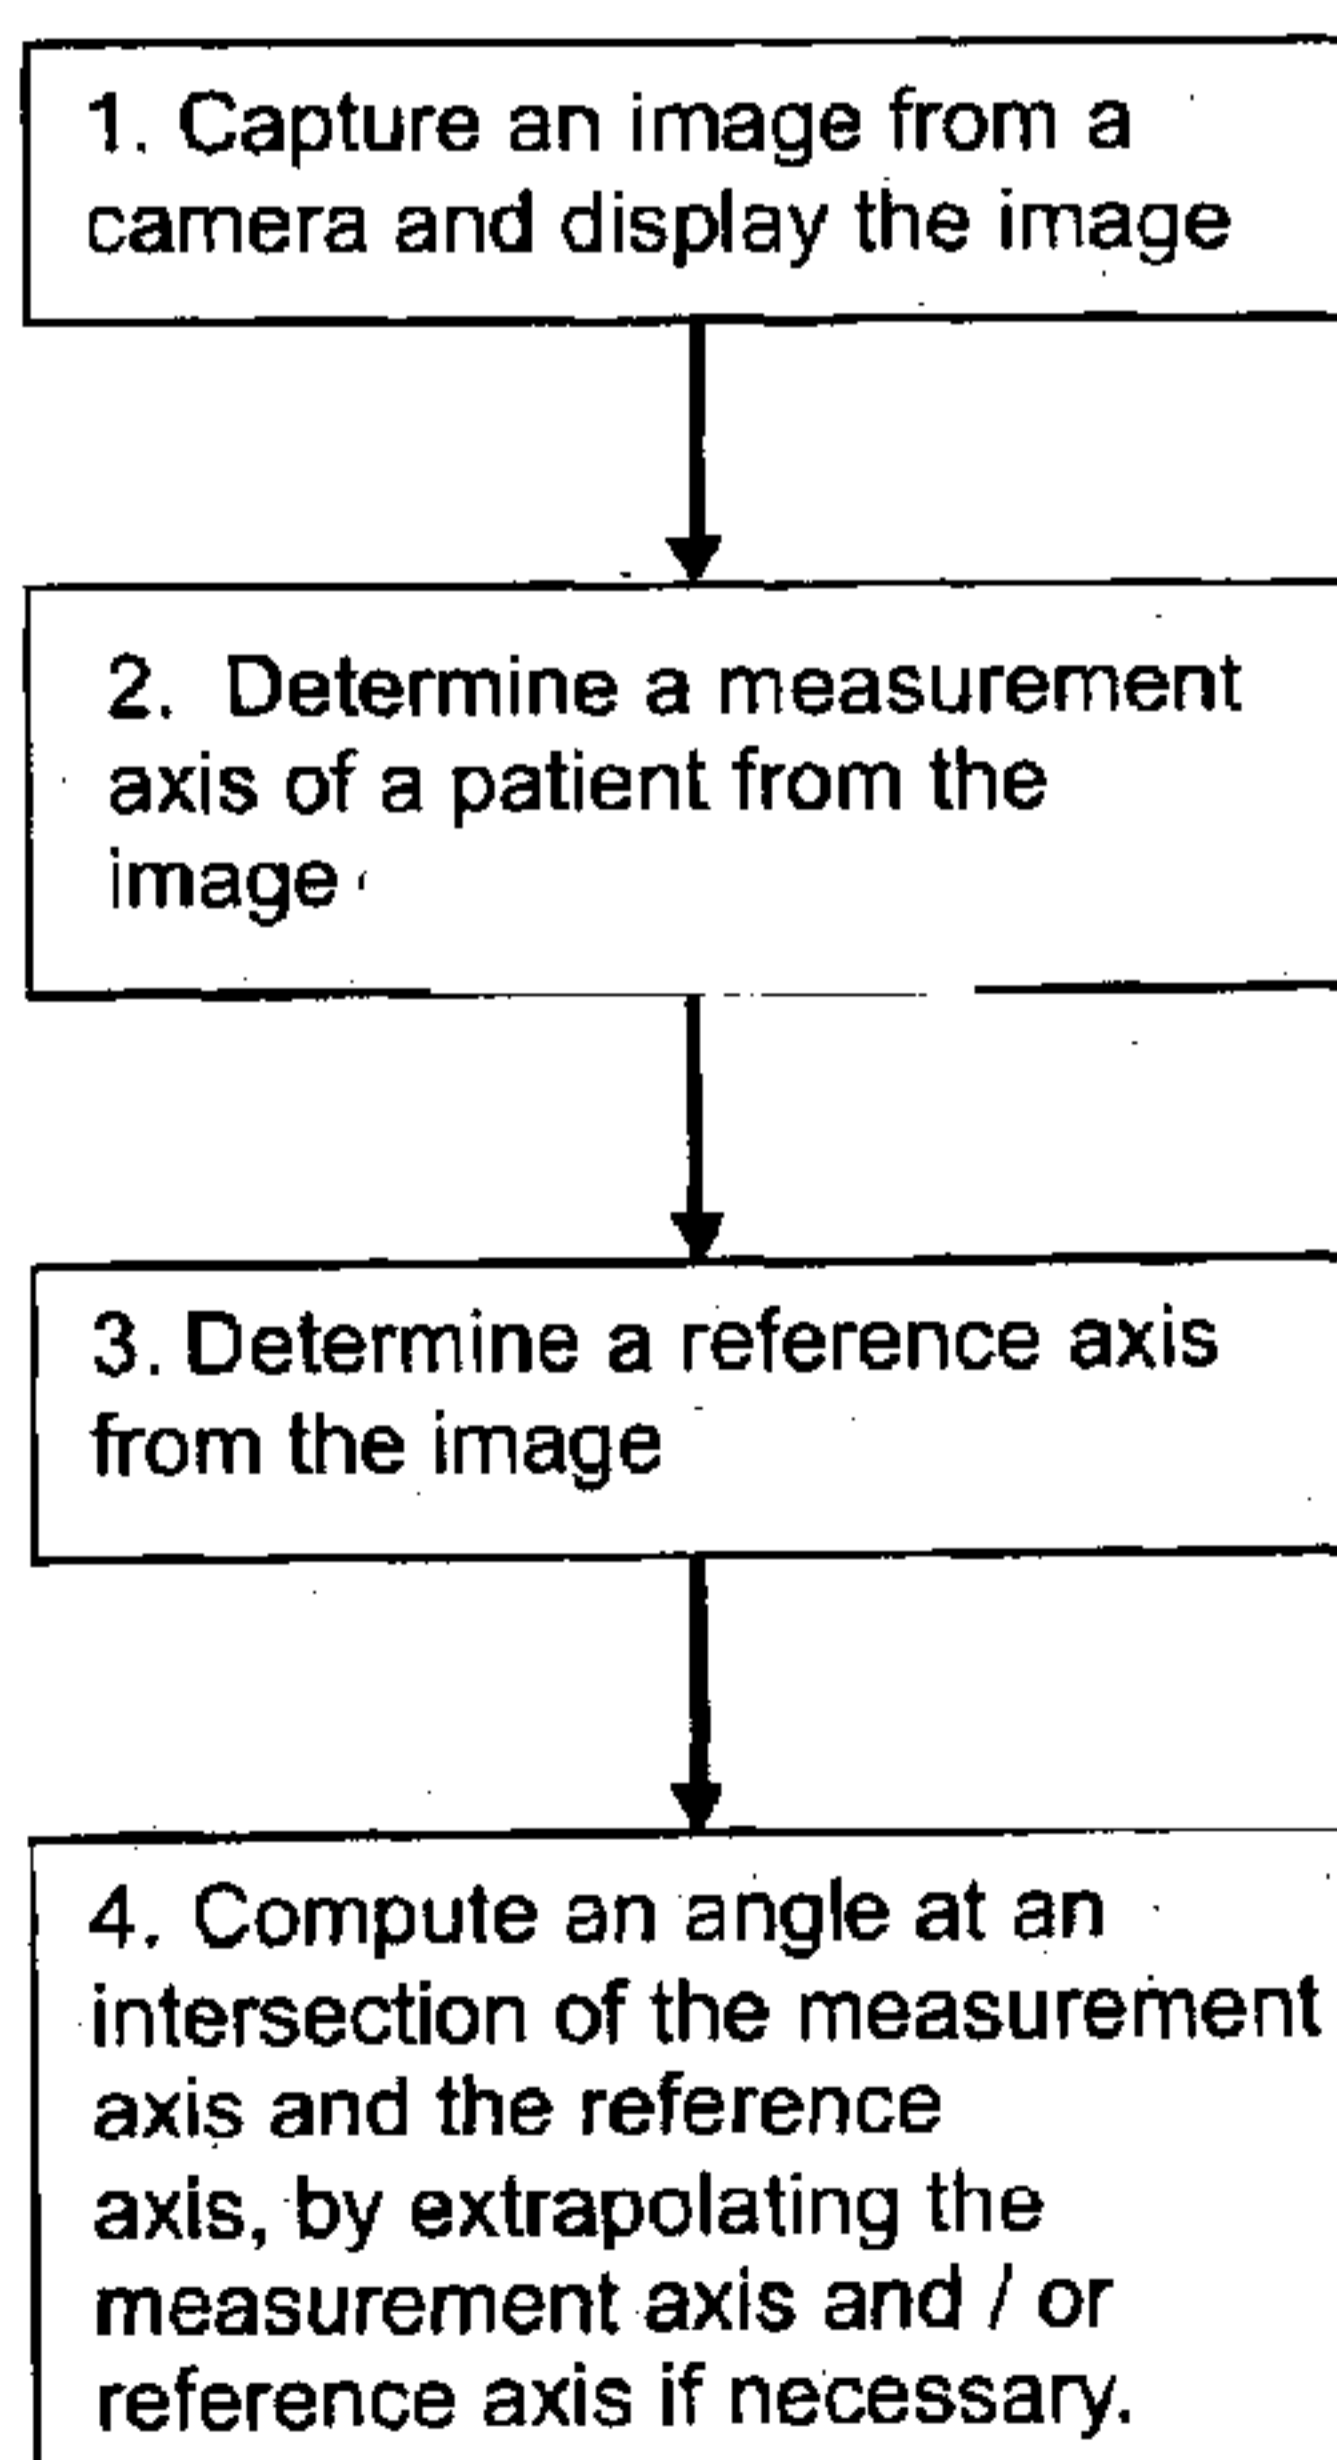 1. Capture an image from a
camera and display the image
2. Determine a measurement
axis of a patient from the
image
3. Determine a reference axis
from the image
4. Compute an angle at an
intersection of the measurement
axis and the reference
axis, by extrapolating the
measurement axis and / or
reference axis if necessary.